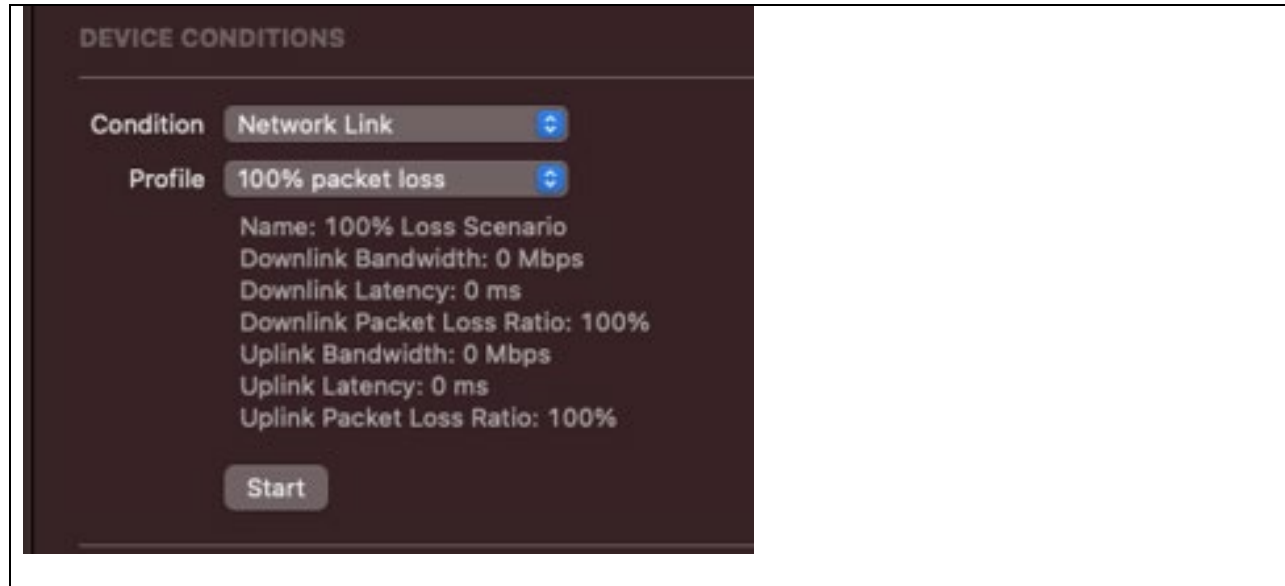 DEVICE CONDITIONS
Condition Network Link
Profile 100% packet loss
Name: 100% Loss Scenario
Downlink Bandwidth: 0 Mbps
Downlink Latency: 0 ms
Downlink Packet Loss Ratio: 100%
Uplink Bandwidth: 0 Mbps
Uplink Latency: 0 ms
Uplink Packet Loss Ratio: 100%
Start